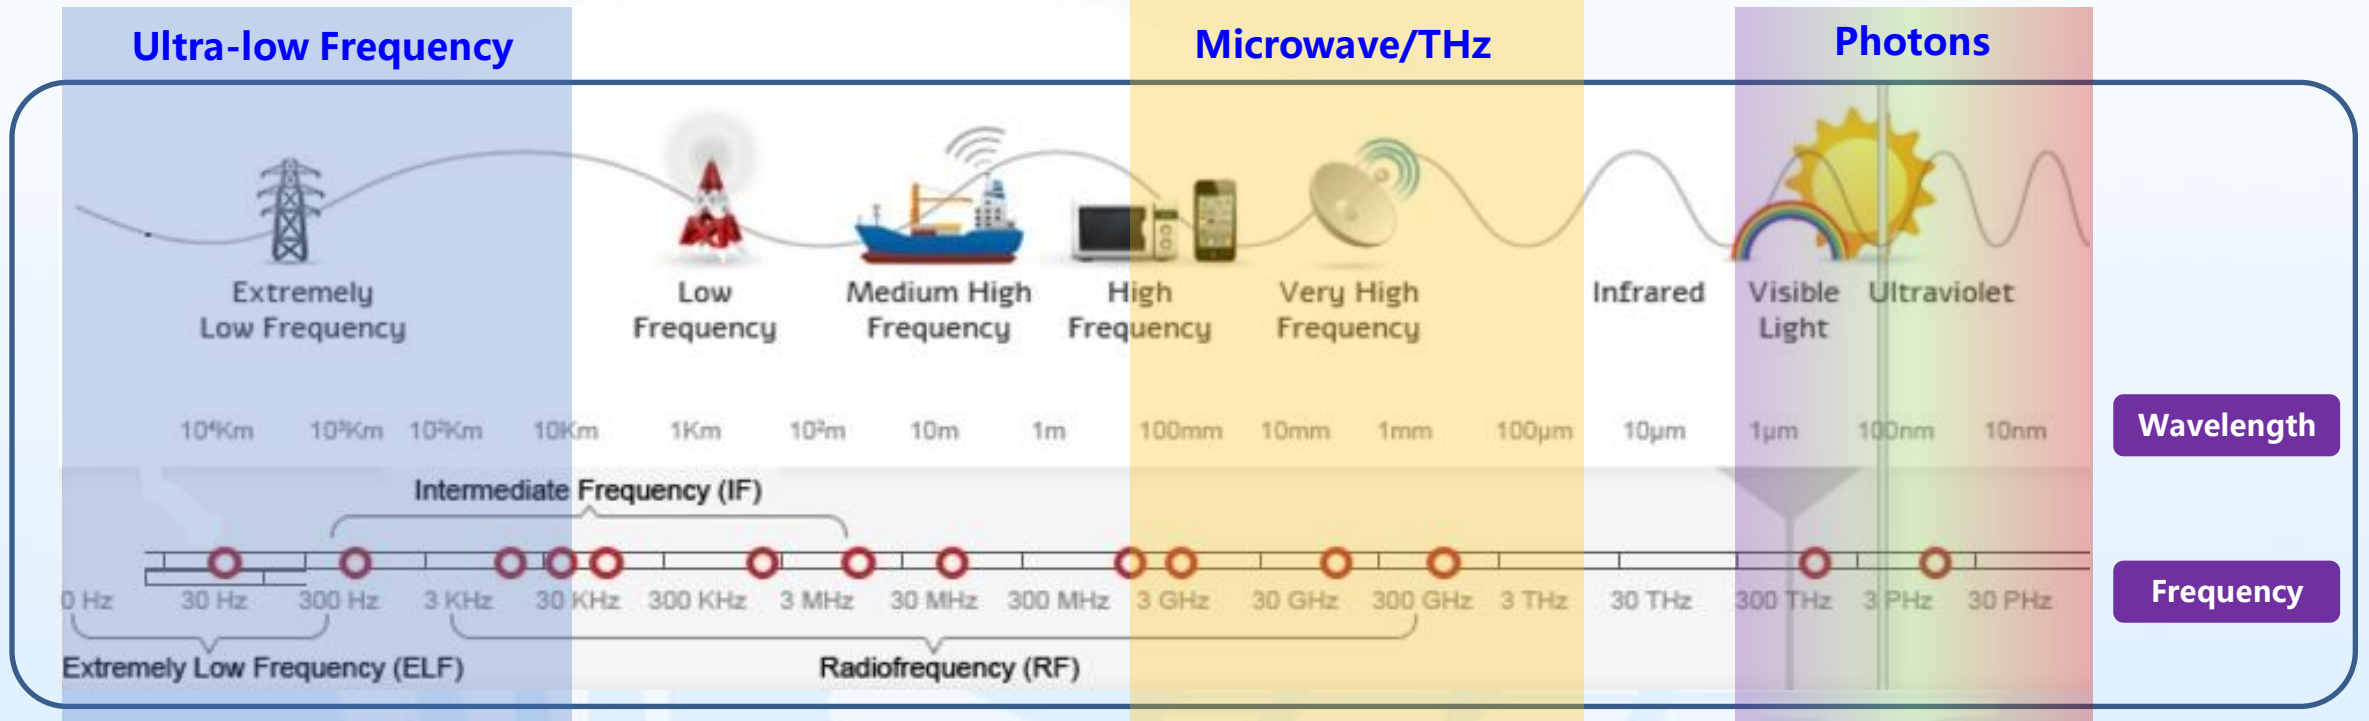 Ultra-low Frequency
Microwave/THz
Photons
Extremely
Low Frequency
Low
Frequency
Medium High
Frequency
High
Frequency
Very High
Frequency
Infrared
Visible
Light
Ultraviolet
10⁴Km 10³Km 10²Km 10Km 1Km 10²m 10m 1m 100mm 10mm 1mm 100μm 10μm 1μm 100nm 10nm
Wavelength
Intermediate Frequency (IF)
0 Hz 30 Hz 300 Hz 3 KHz 30 KHz 300 KHz 3 MHz 30 MHz 300 MHz 3 GHz 30 GHz 300 GHz 3 THz 30 THz 300 THz 3 PHz 30 PHz
Frequency
Extremely Low Frequency (ELF)
Radiofrequency (RF)